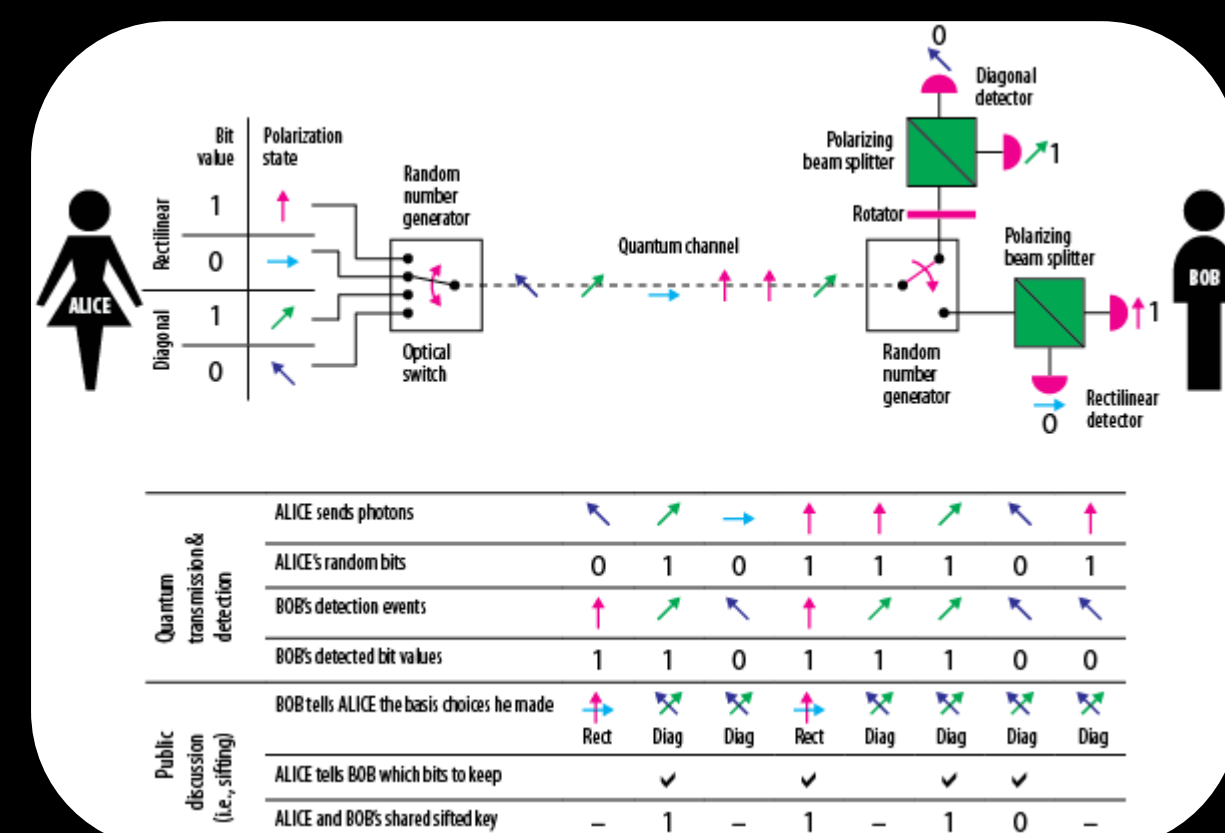 Bit
value
Polarization
state
Rectilinear
1
0
Diagonal
1
0
ALICE
Random
number
generator
Optical
switch
Quantum channel
0
Diagonal
detector
Polarizing
beam splitter
1
Rotator
Polarizing
beam splitter
1
Random
number
generator
0
Rectilinear
detector
BOB
Quantum
transmission &
detection
ALICE sends photons
ALICE's random bits 0 1 0 1 1 1 0 1
BOB's detection events
BOB's detected bit values 1 1 0 1 1 1 0 0
Public
discussion
(i.e., sifting)
BOB tells ALICE the basis choices he made
Rect Diag Diag Rect Diag Diag Diag Diag
ALICE tells BOB which bits to keep ✓ ✓ ✓ ✓
ALICE and BOB's shared sifted key – 1 – 1 – 1 0 –